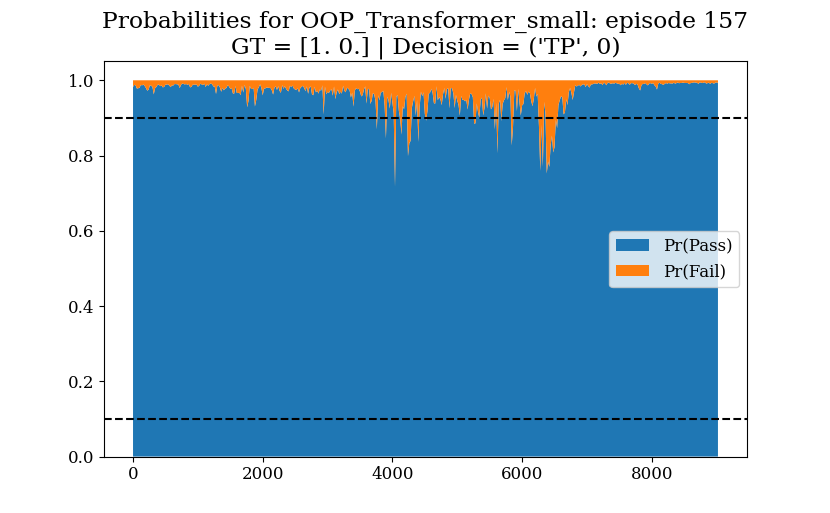 Probabilities for OOP_Transformer_small: episode 157
GT = [1. 0.] | Decision = ('TP', 0)
1.0
0.8
0.6
0.4
0.2
0.0
Pr(Pass)
Pr(Fail)
0
2000
4000
6000
8000